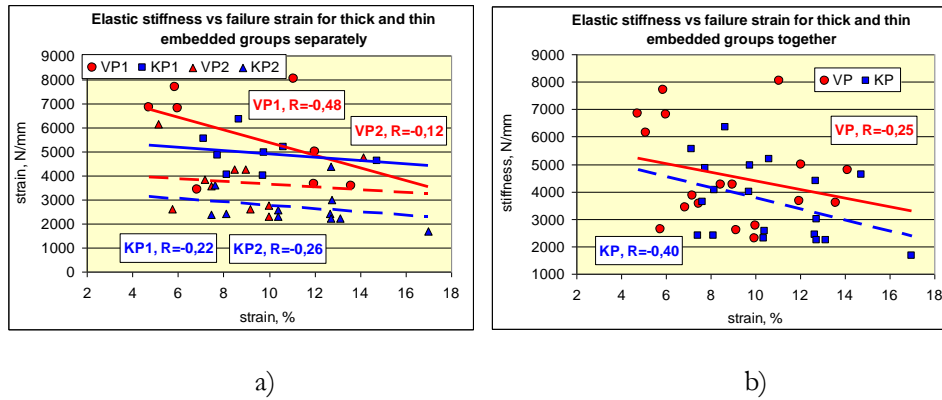 Elastic stiffness vs failure strain for thick and thin
embedded groups separately
VP1 KP1 VP2 KP2
strain, N/mm
9000
8000
7000
6000
5000
4000
3000
2000
1000
0
VP1, R=-0,48
VP2, R=-0,12
KP1, R=-0,22
KP2, R=-0,26
2 4 6 8 10 12 14 16 18
strain, %
a)
Elastic stiffness vs failure strain for thick and thin
embedded groups together
VP KP
stiffness, N/mm
9000
8000
7000
6000
5000
4000
3000
2000
1000
VP, R=-0,25
KP, R=-0,40
2 4 6 8 10 12 14 16 18
strain, %
b)